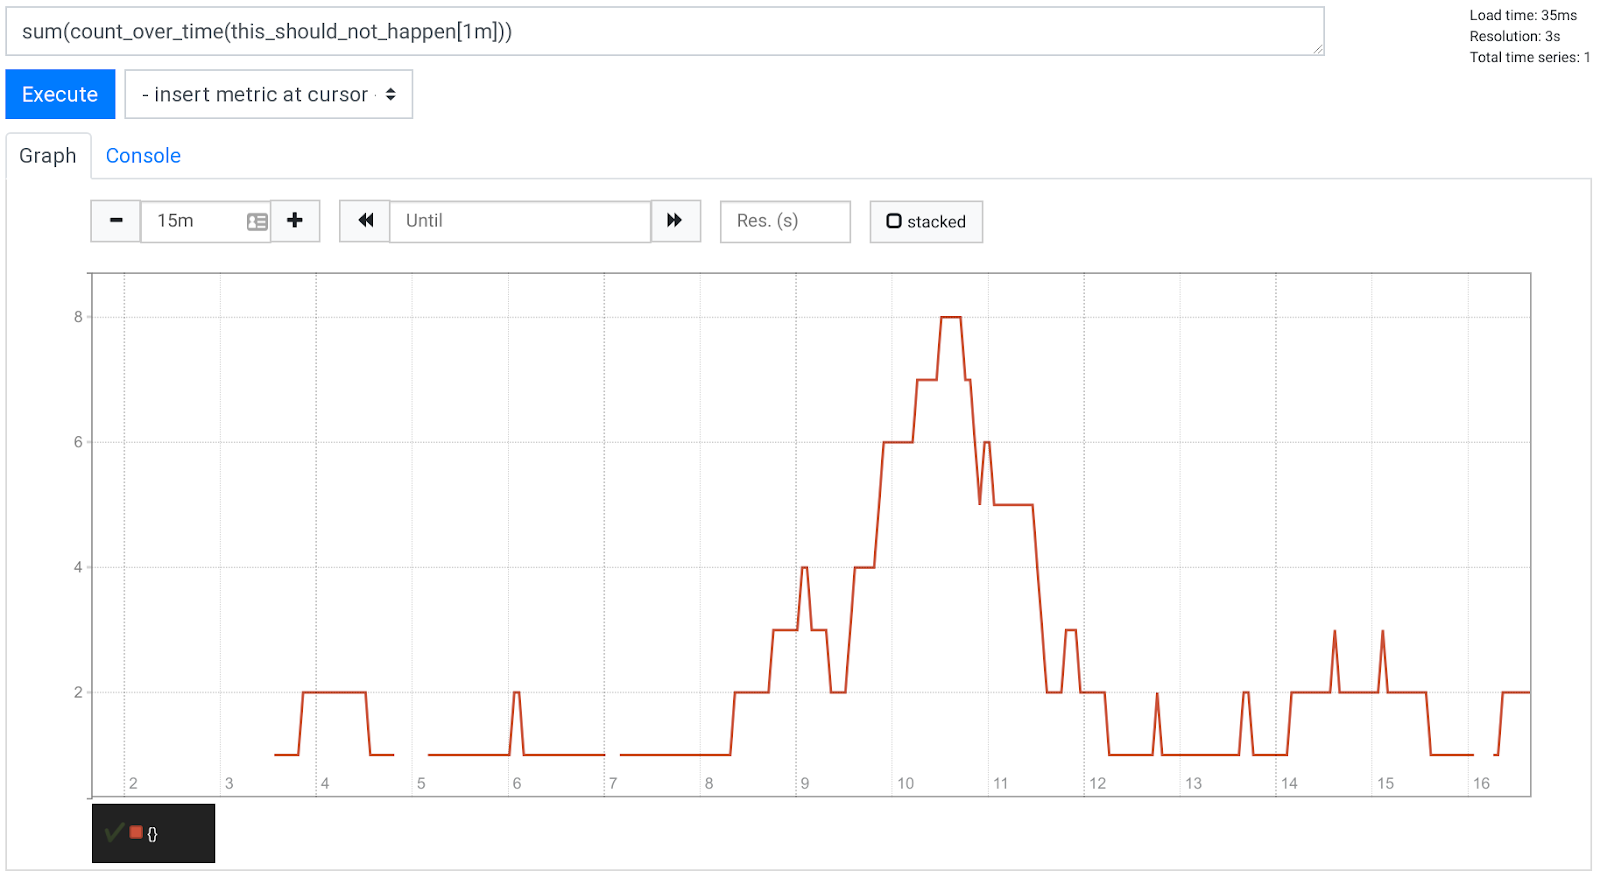 sum(count_over_time(this_should_not_happen[1m]))
Load time: 35ms
Resolution: 3s
Total time series: 1
Execute
- insert metric at cursor -
Graph
Console
15m
Until
Res. (s)
stacked
8
6
4
2
2 3 4 5 6 7 8 9 10 11 12 13 14 15 16
{}